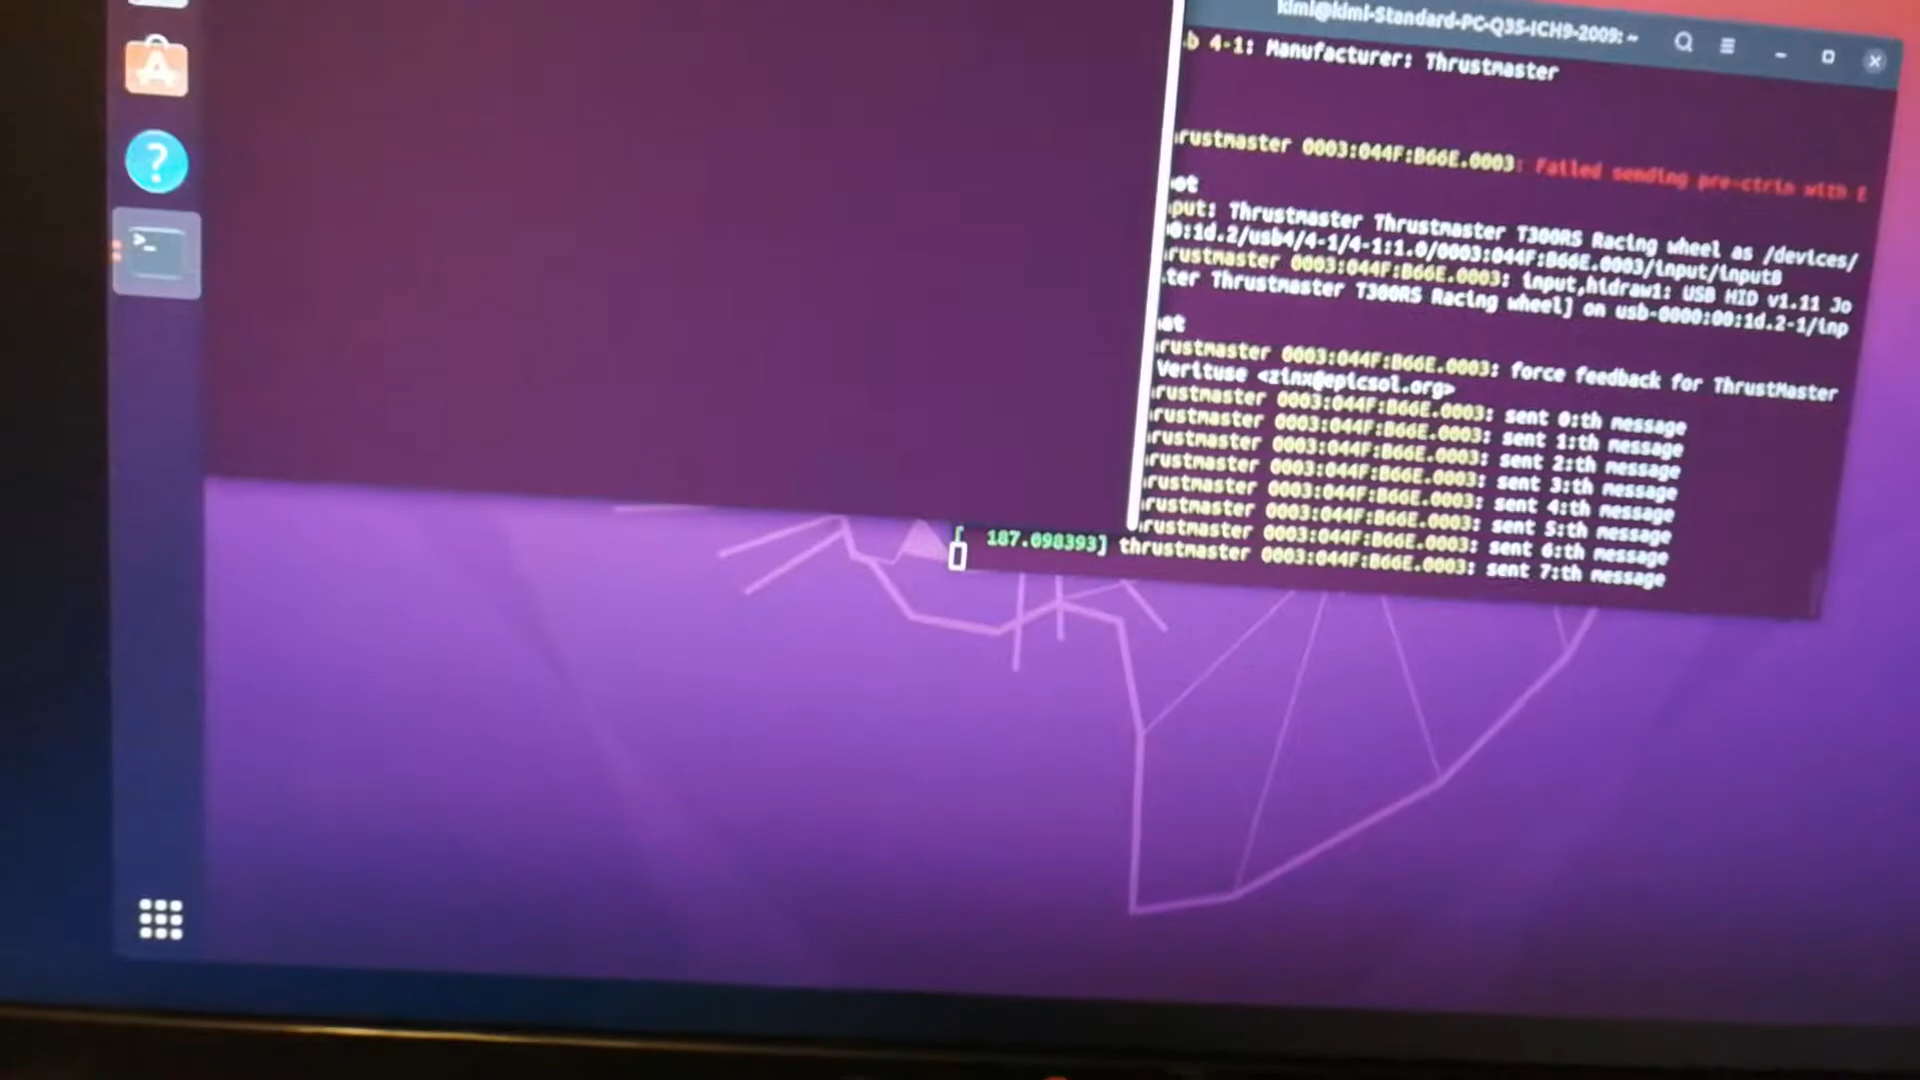 kimi@kimi-Standard-PC-Q35-ICH9-2009: ~
b 4-1: Manufacturer: Thrustmaster
rustmaster 0003:044F:B66E.0003: Failed sending pre-ctrlm with E
ot
put: Thrustmaster Thrustmaster T300RS Racing wheel as /devices/
0:1d.2/usb4/4-1/4-1:1.0/0003:044F:B66E.0003/input/input8
rustmaster 0003:044F:B66E.0003: input,hidraw1: USB HID v1.11 Jo
ter Thrustmaster T300RS Racing wheel] on usb-0000:00:1d.2-1/inp
ot
rustmaster 0003:044F:B66E.0003: force feedback for ThrustMaster
Verituse <zinx@epicsol.org>
rustmaster 0003:044F:B66E.0003: sent 0:th message
rustmaster 0003:044F:B66E.0003: sent 1:th message
rustmaster 0003:044F:B66E.0003: sent 2:th message
rustmaster 0003:044F:B66E.0003: sent 3:th message
rustmaster 0003:044F:B66E.0003: sent 4:th message
rustmaster 0003:044F:B66E.0003: sent 5:th message
rustmaster 0003:044F:B66E.0003: sent 6:th message
[ 187.098393] thrustmaster 0003:044F:B66E.0003: sent 7:th message